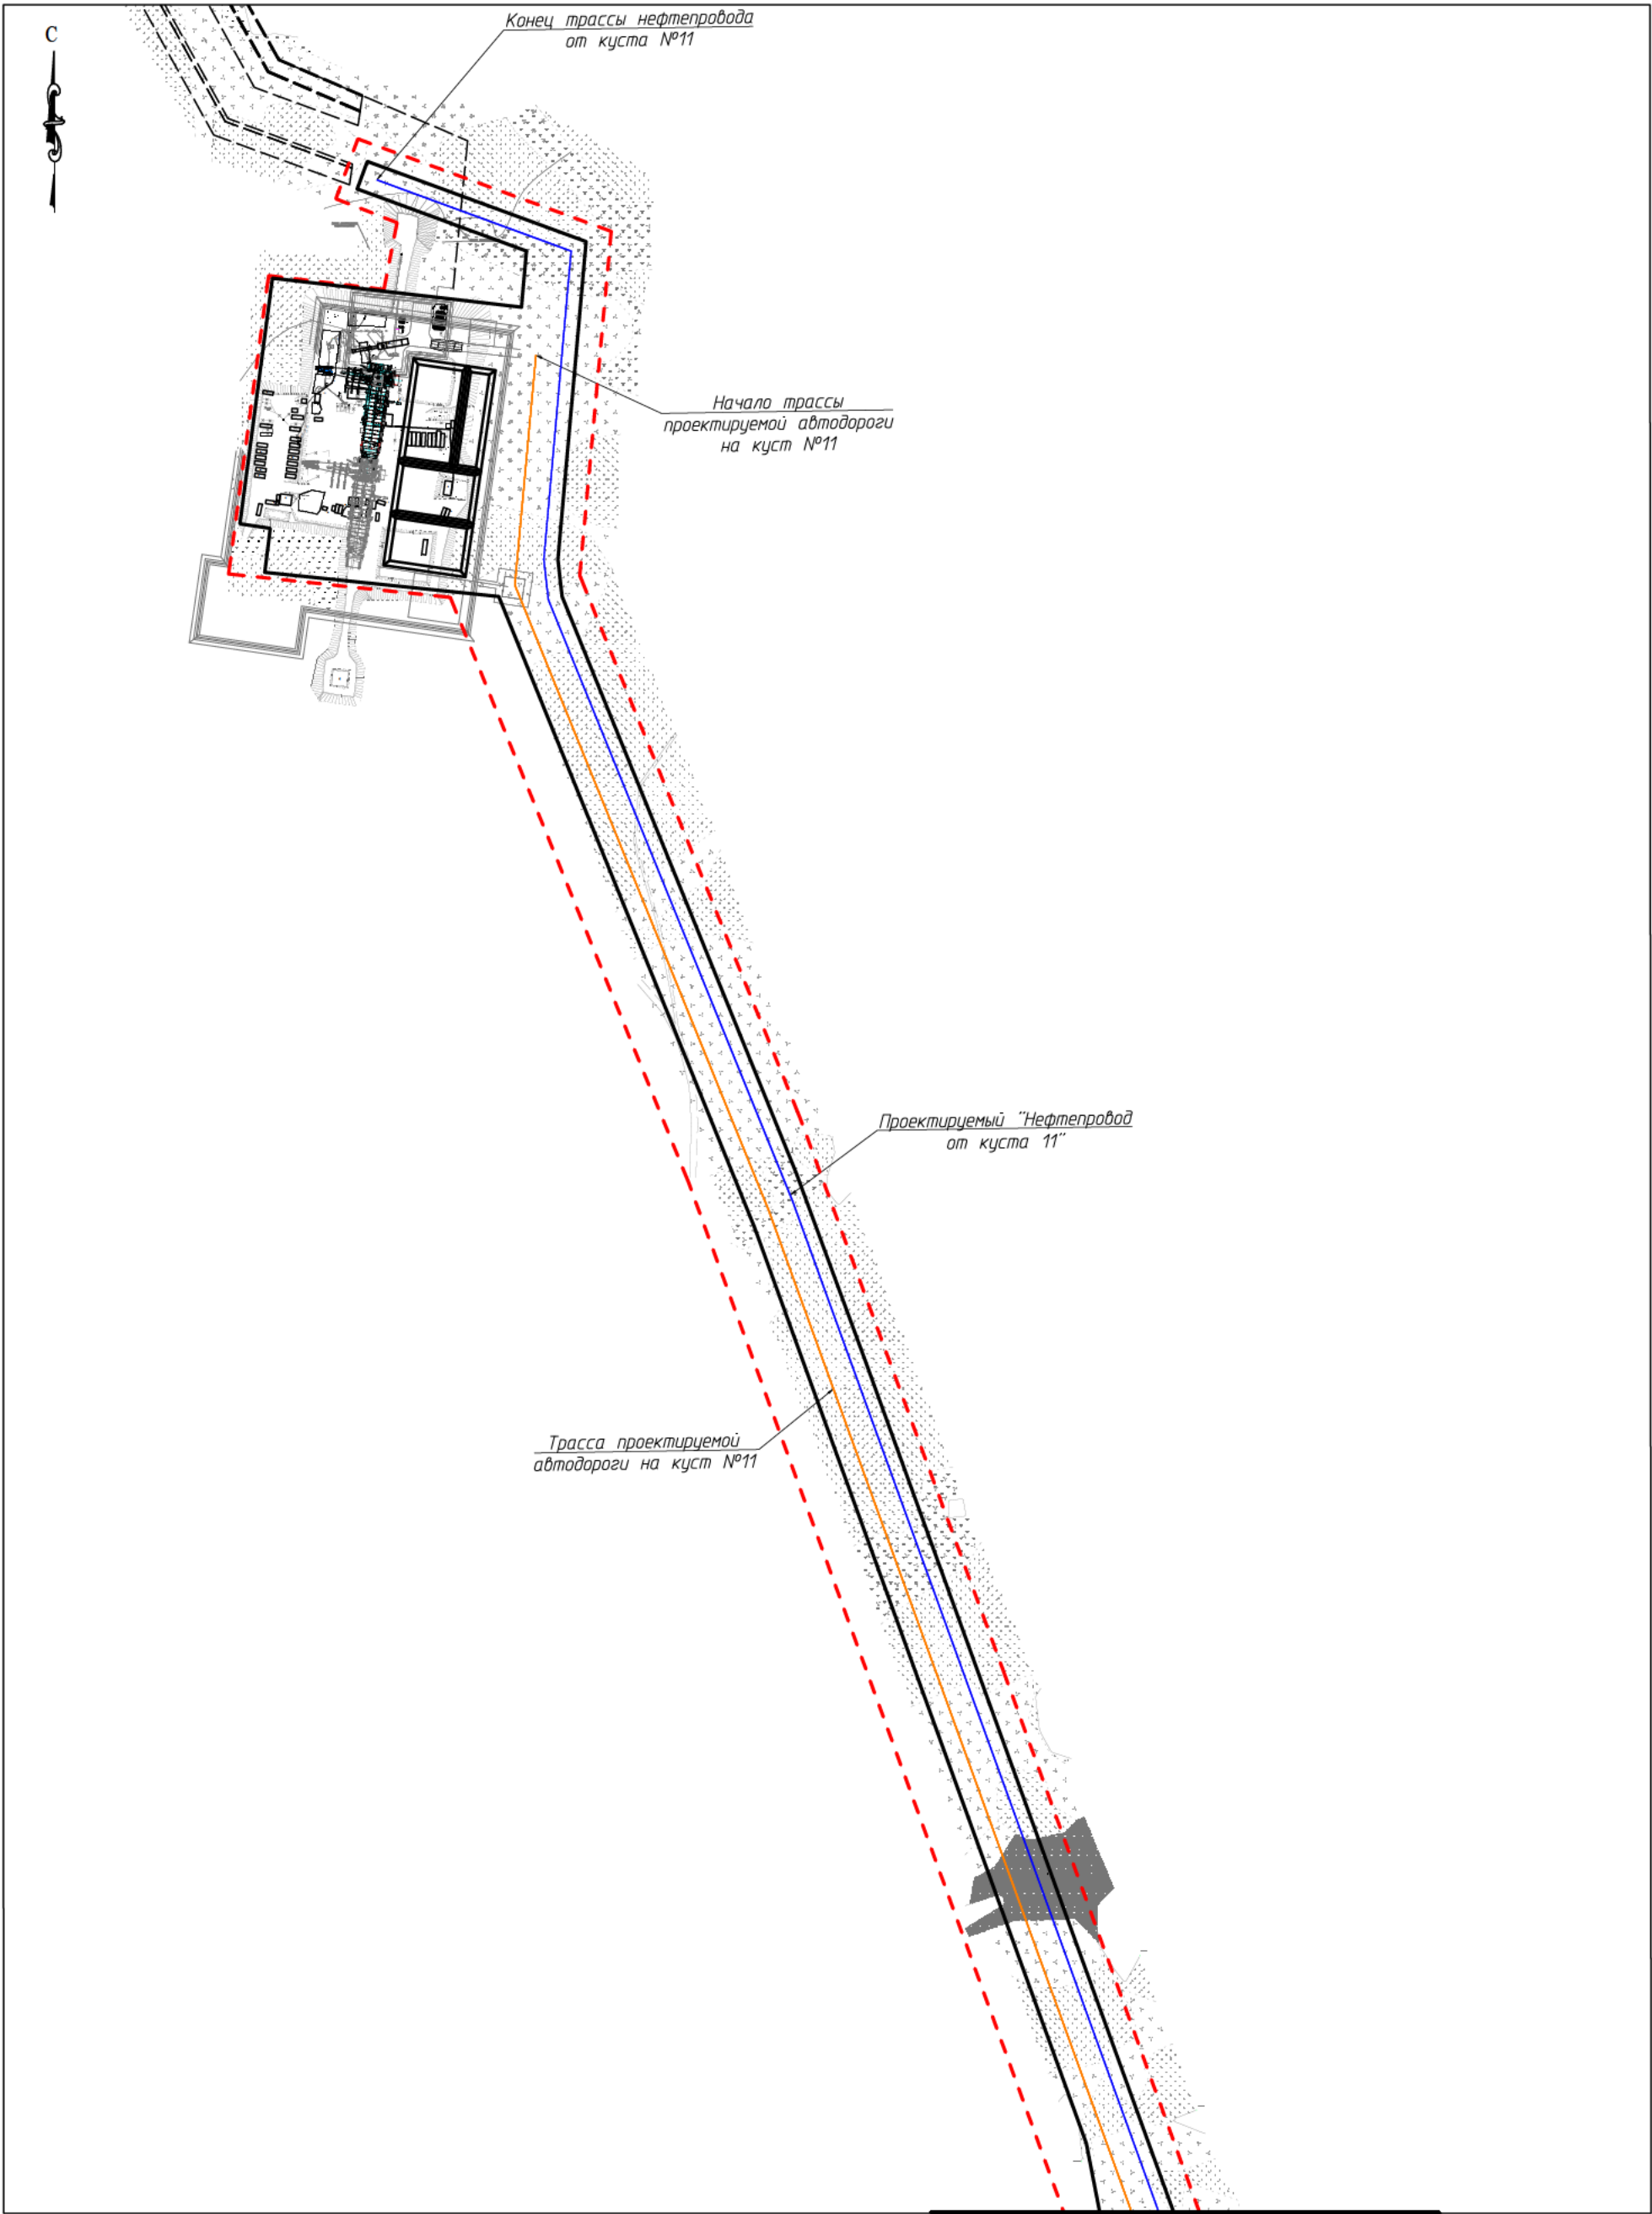 С
Конец трассы нефтепровода
от куста №11
Начало трассы
проектируемой автодороги
на куст №11
Проектируемый "Нефтепровод
от куста 11"
Трасса проектируемой
автодороги на куст №11